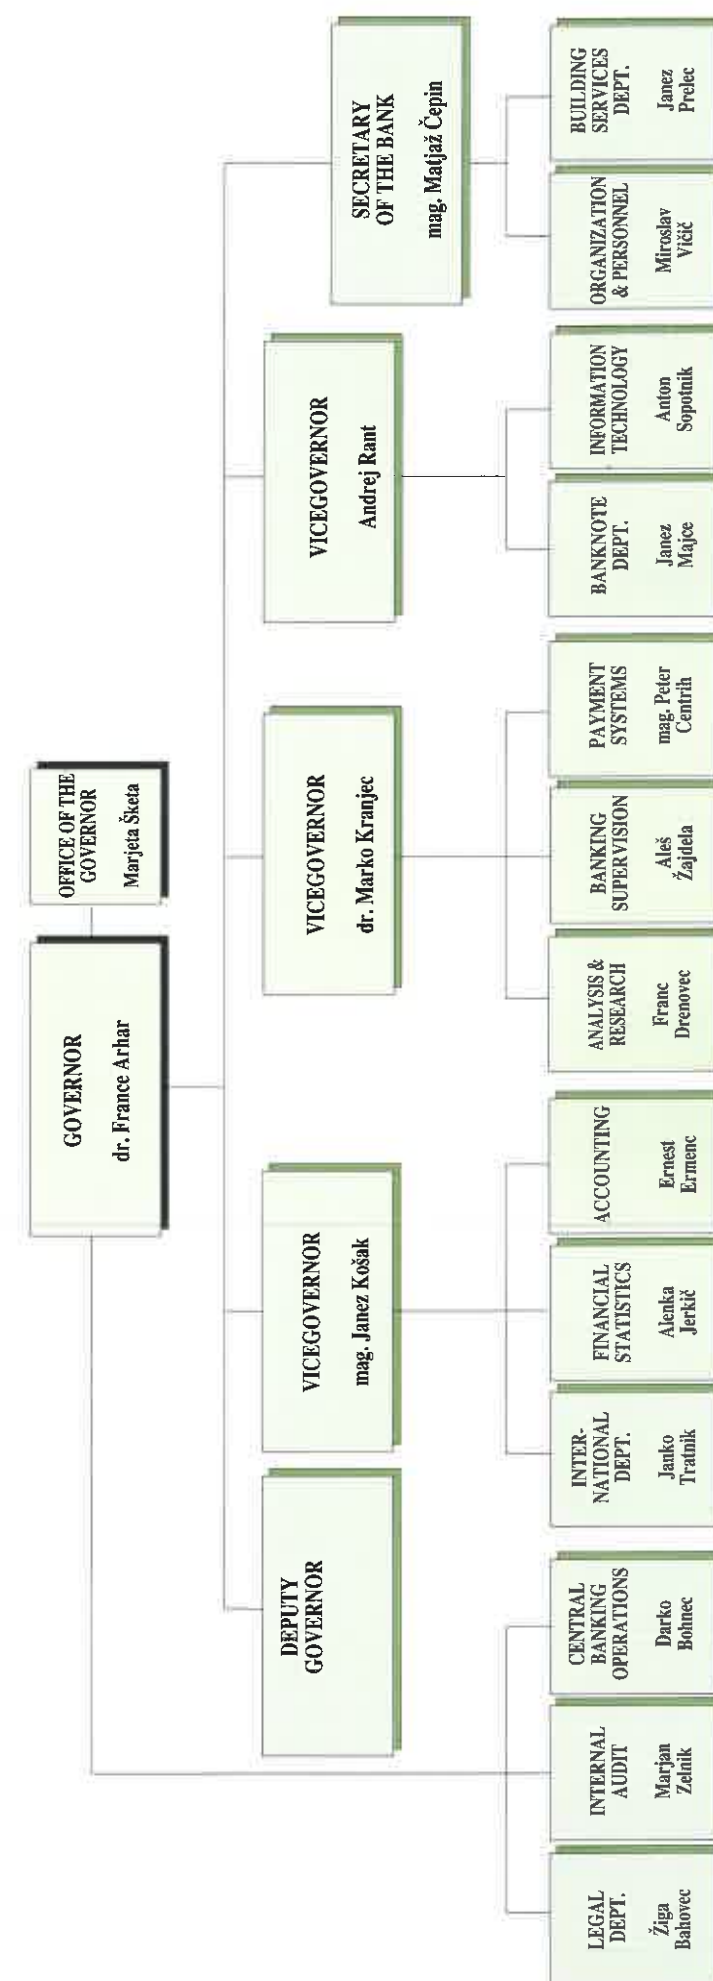 GOVERNOR
dr. France Arhar
OFFICE OF THE
GOVERNOR
Marjeta Šketa
DEPUTY
GOVERNOR
VICEGOVERNOR
mag. Janez Košak
VICEGOVERNOR
dr. Marko Kranjec
VICEGOVERNOR
Andrej Rant
SECRETARY
OF THE BANK
mag. Matjaž Čepin
LEGAL
DEPT.
Žiga
Bahovec
INTERNAL
AUDIT
Marjan
Zelnik
CENTRAL
BANKING
OPERATIONS
Darko
Bohnec
INTER-
NATIONAL
DEPT.
Janko
Tratnik
FINANCIAL
STATISTICS
Alenka
Jerkič
ACCOUNTING
Ernest
Ermenc
ANALYSIS &
RESEARCH
Franc
Drenovec
BANKING
SUPERVISION
Aleš
Žajdela
PAYMENT
SYSTEMS
mag. Peter
Centrih
BANKNOTE
DEPT.
Janez
Majce
INFORMATION
TECHNOLOGY
Anton
Sopotnik
ORGANIZATION
& PERSONNEL
Miroslav
Vičič
BUILDING
SERVICES
DEPT.
Janez
Prelec